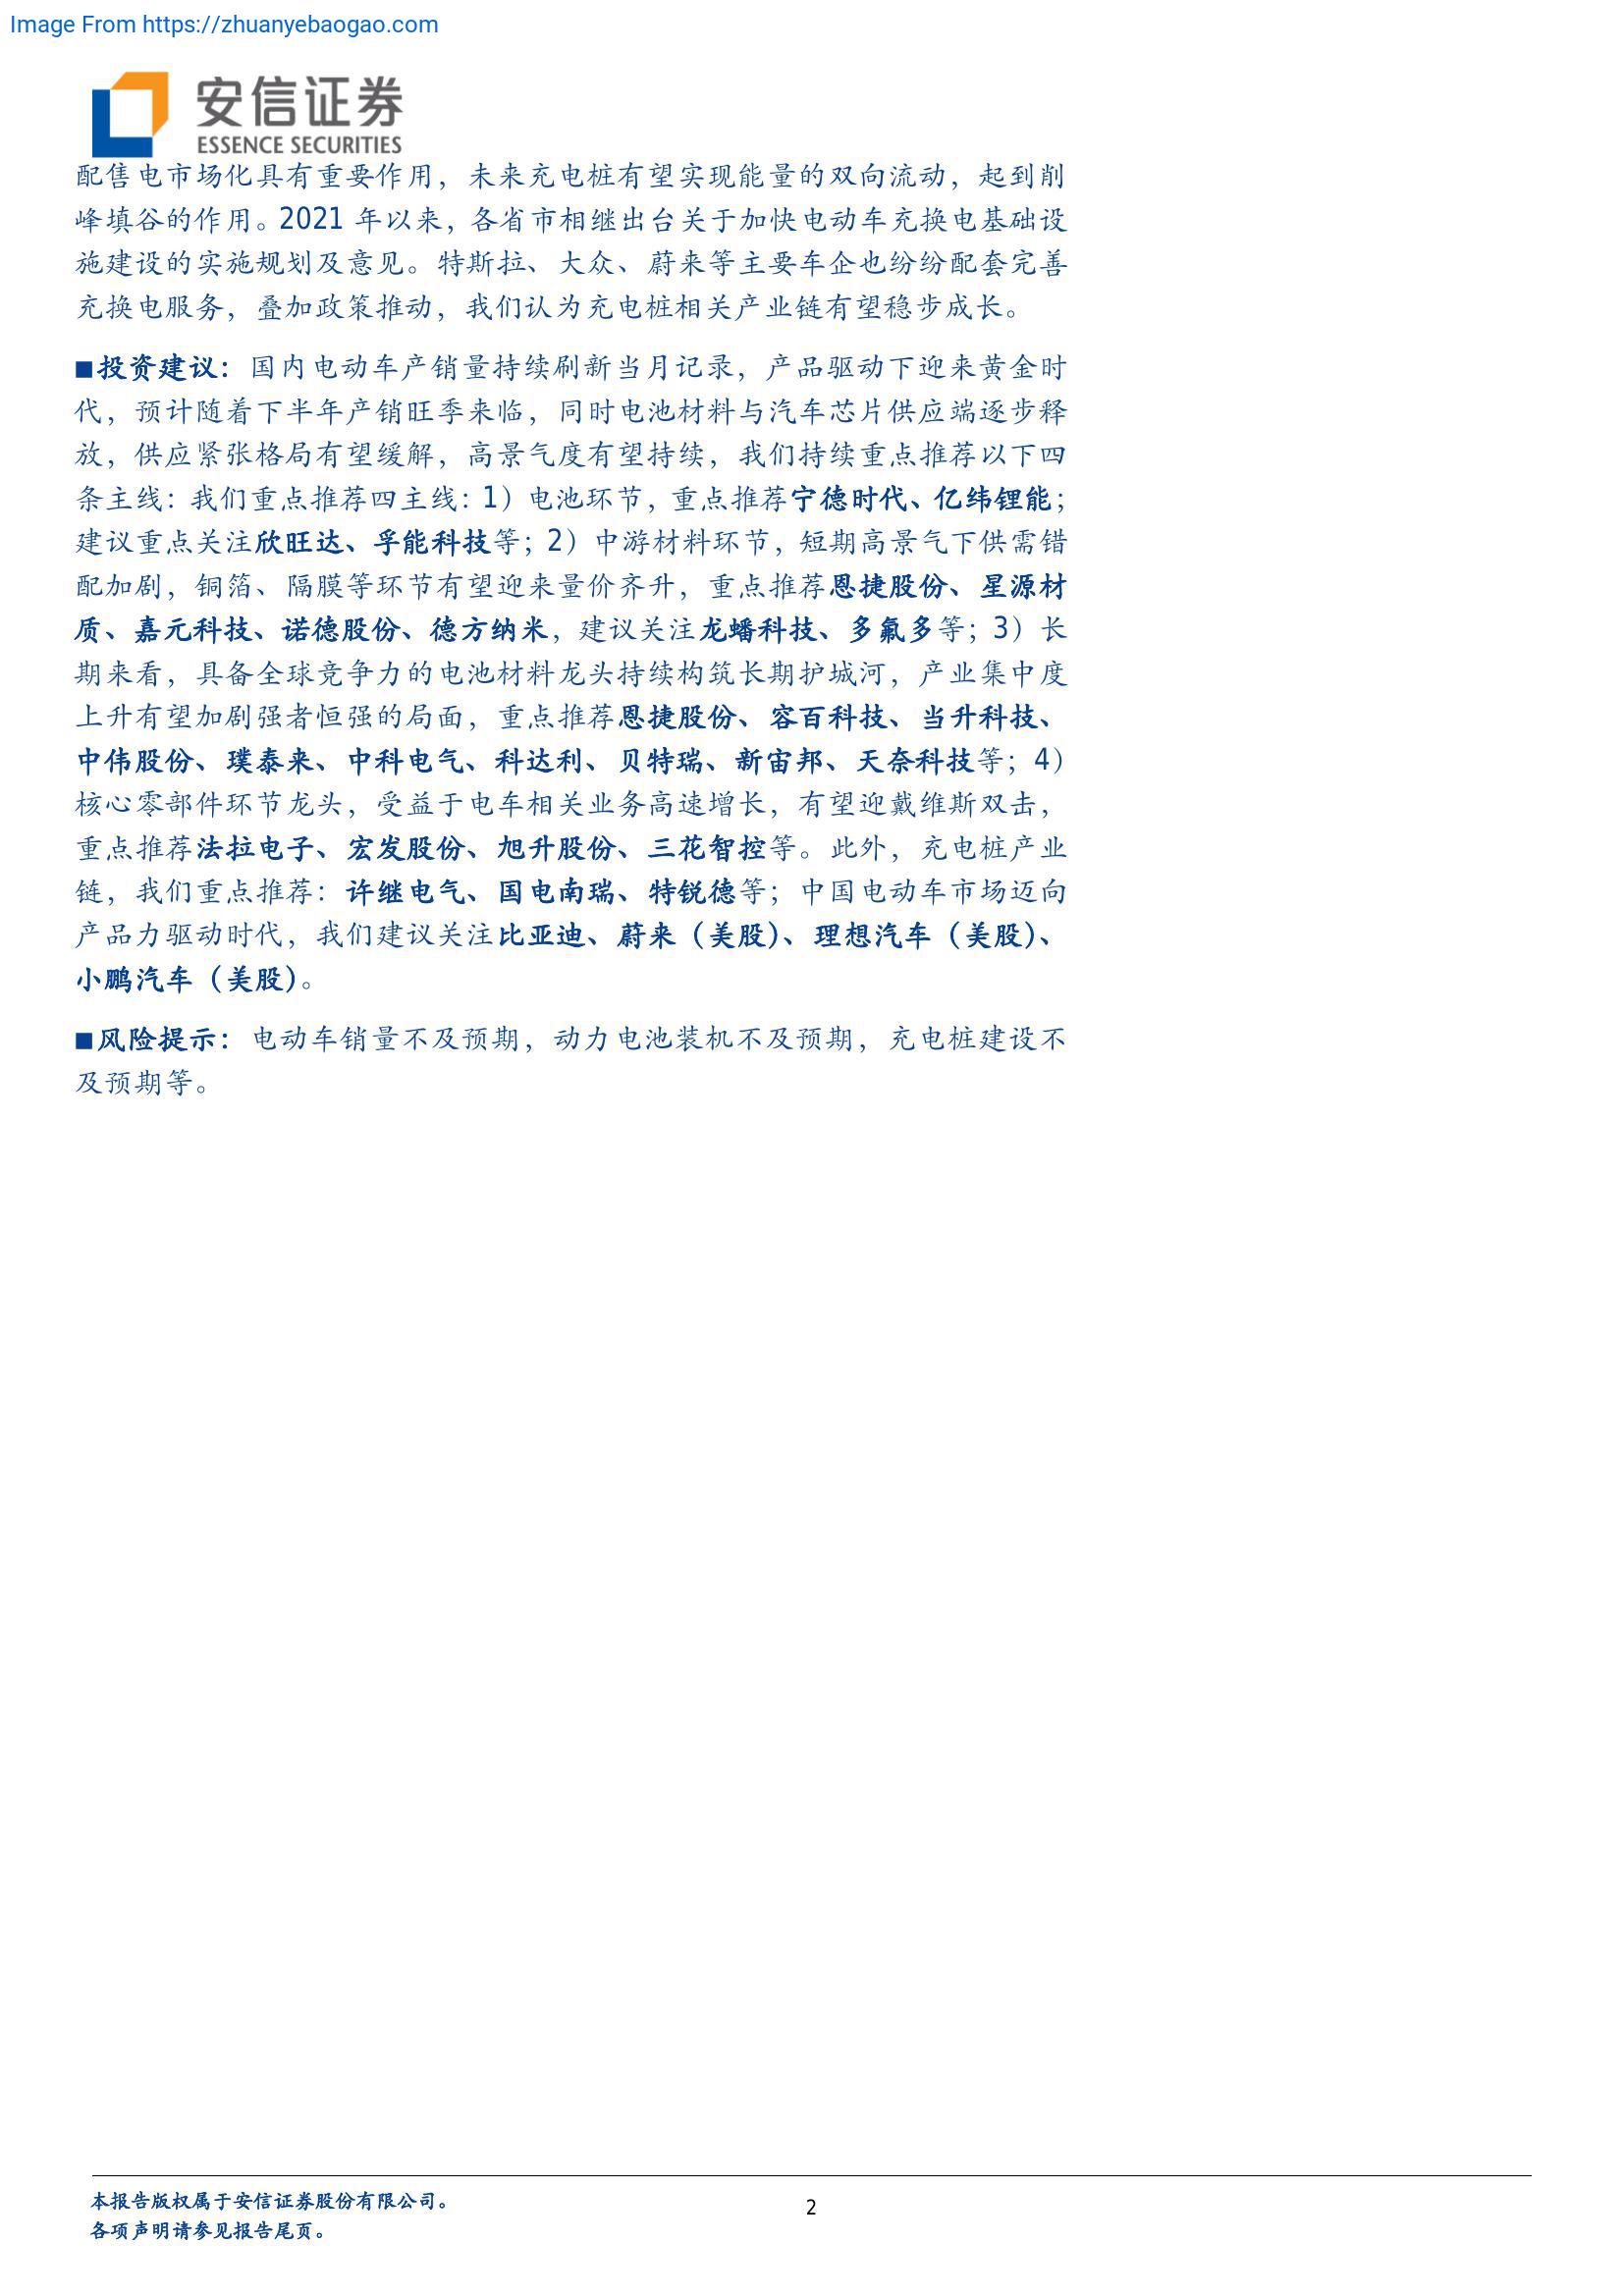 Image From https://zhuanyebaogao.com
安信证券
ESSENCE SECURITIES
配售电市场化具有重要作用，未来充电桩有望实现能量的双向流动，起到削
峰填谷的作用。2021 年以来，各省市相继出台关于加快电动车充换电基础设
施建设的实施规划及意见。特斯拉、大众、蔚来等主要车企也纷纷配套完善
充换电服务，叠加政策推动，我们认为充电桩相关产业链有望稳步成长。
■投资建议：国内电动车产销量持续刷新当月记录，产品驱动下迎来黄金时
代，预计随着下半年产销旺季来临，同时电池材料与汽车芯片供应端逐步释
放，供应紧张格局有望缓解，高景气度有望持续，我们持续重点推荐以下四
条主线：我们重点推荐四主线：1）电池环节，重点推荐宁德时代、亿纬锂能；
建议重点关注欣旺达、孚能科技等；2）中游材料环节，短期高景气下供需错
配加剧，铜箔、隔膜等环节有望迎来量价齐升，重点推荐恩捷股份、星源材
质、嘉元科技、诺德股份、德方纳米，建议关注龙蟠科技、多氟多等；3）长
期来看，具备全球竞争力的电池材料龙头持续构筑长期护城河，产业集中度
上升有望加剧强者恒强的局面，重点推荐恩捷股份、容百科技、当升科技、
中伟股份、璞泰来、中科电气、科达利、贝特瑞、新宙邦、天奈科技等；4）
核心零部件环节龙头，受益于电车相关业务高速增长，有望迎戴维斯双击，
重点推荐法拉电子、宏发股份、旭升股份、三花智控等。此外，充电桩产业
链，我们重点推荐：许继电气、国电南瑞、特锐德等；中国电动车市场迈向
产品力驱动时代，我们建议关注比亚迪、蔚来（美股）、理想汽车（美股）、
小鹏汽车（美股）。
■风险提示：电动车销量不及预期，动力电池装机不及预期，充电桩建设不
及预期等。
本报告版权属于安信证券股份有限公司。
2
各项声明请参见报告尾页。